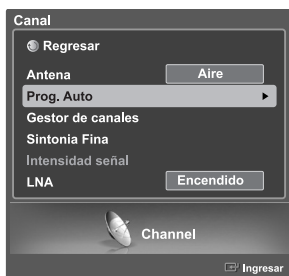 Canal
Regresar
Antena Aire
Prog. Auto
Gestor de canales
Sintonia Fina
Intensidad señal
LNA Encendido
Channel
Ingresar